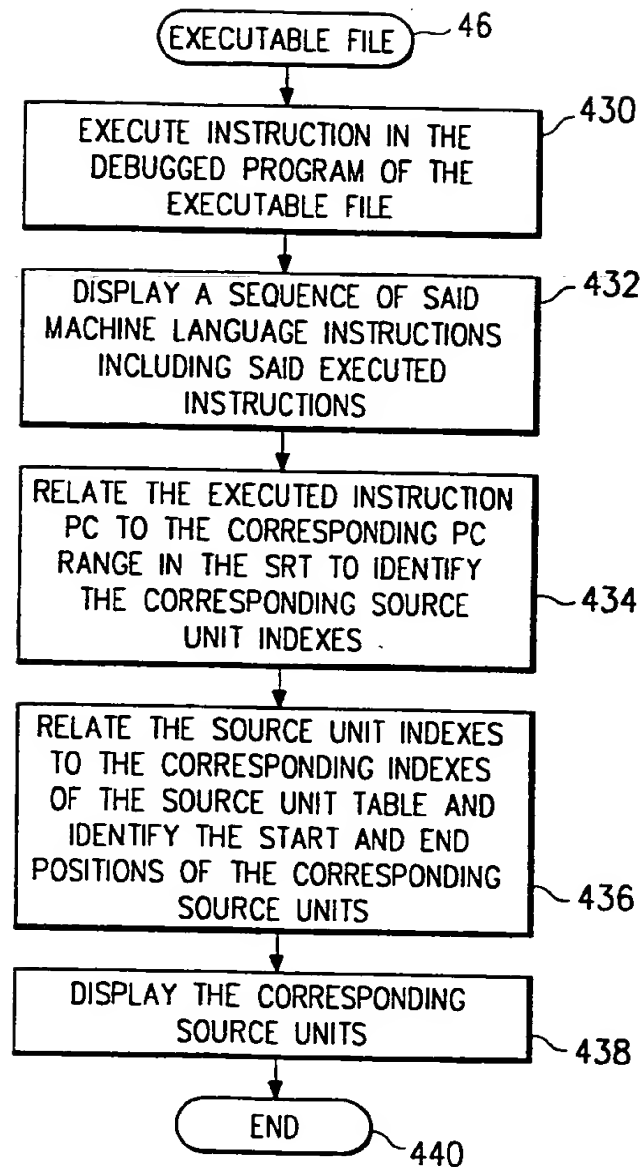 EXECUTABLE FILE
46
EXECUTE INSTRUCTION IN THE
DEBUGGED PROGRAM OF THE
EXECUTABLE FILE
430
DISPLAY A SEQUENCE OF SAID
MACHINE LANGUAGE INSTRUCTIONS
INCLUDING SAID EXECUTED
INSTRUCTIONS
432
RELATE THE EXECUTED INSTRUCTION
PC TO THE CORRESPONDING PC
RANGE IN THE SRT TO IDENTIFY
THE CORRESPONDING SOURCE
UNIT INDEXES
434
RELATE THE SOURCE UNIT INDEXES
TO THE CORRESPONDING INDEXES
OF THE SOURCE UNIT TABLE AND
IDENTIFY THE START AND END
POSITIONS OF THE CORRESPONDING
SOURCE UNITS
436
DISPLAY THE CORRESPONDING
SOURCE UNITS
438
END
440